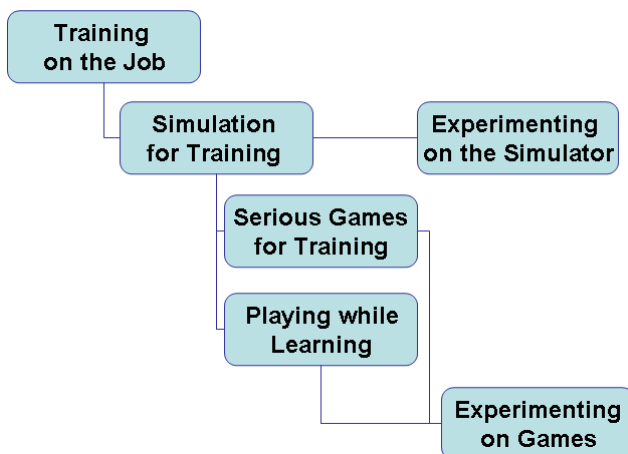 Training
on the Job
Simulation
for Training
Experimenting
on the Simulator
Serious Games
for Training
Playing while
Learning
Experimenting
on Games